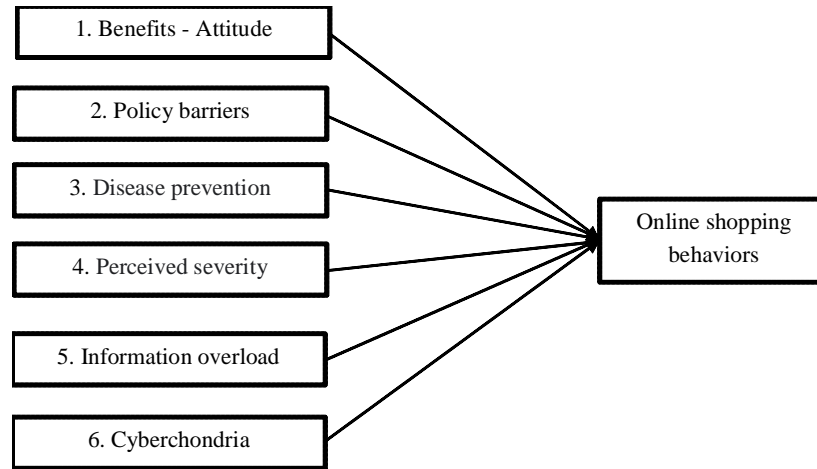 1. Benefits - Attitude
2. Policy barriers
3. Disease prevention
4. Perceived severity
5. Information overload
6. Cyberchondria
Online shopping
behaviors